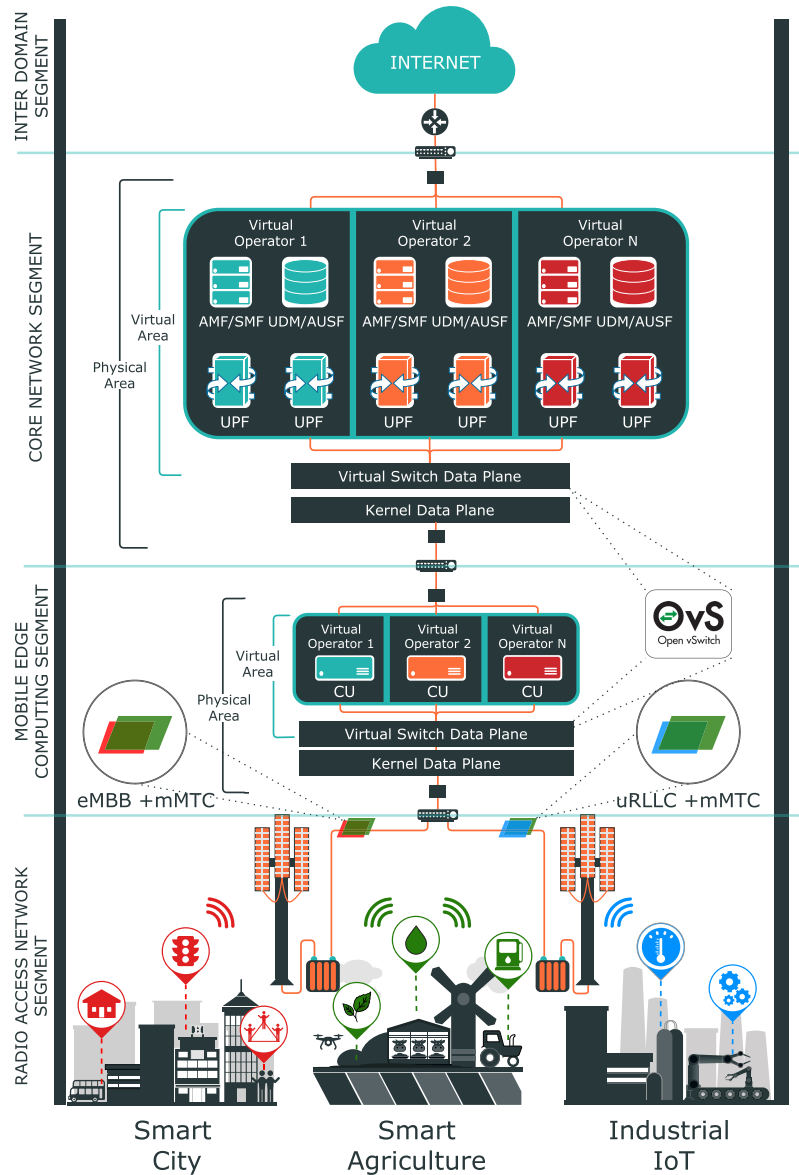 INTER DOMAIN
SEGMENT
INTERNET
CORE NETWORK SEGMENT
Physical
Area
Virtual
Area
Virtual
Operator 1
AMF/SMF
UDM/AUSF
UPF
UPF
Virtual
Operator 2
AMF/SMF
UDM/AUSF
UPF
UPF
Virtual
Operator N
AMF/SMF
UDM/AUSF
UPF
UPF
Virtual Switch Data Plane
Kernel Data Plane
MOBILE EDGE
COMPUTING SEGMENT
Physical
Area
Virtual
Area
Virtual
Operator 1
CU
Virtual
Operator 2
CU
Virtual
Operator N
CU
Virtual Switch Data Plane
Kernel Data Plane
OvS
Open vSwitch
eMBB +mMTC
uRLLC +mMTC
RADIO ACCESS NETWORK
SEGMENT
Smart
City
Smart
Agriculture
Industrial
IoT